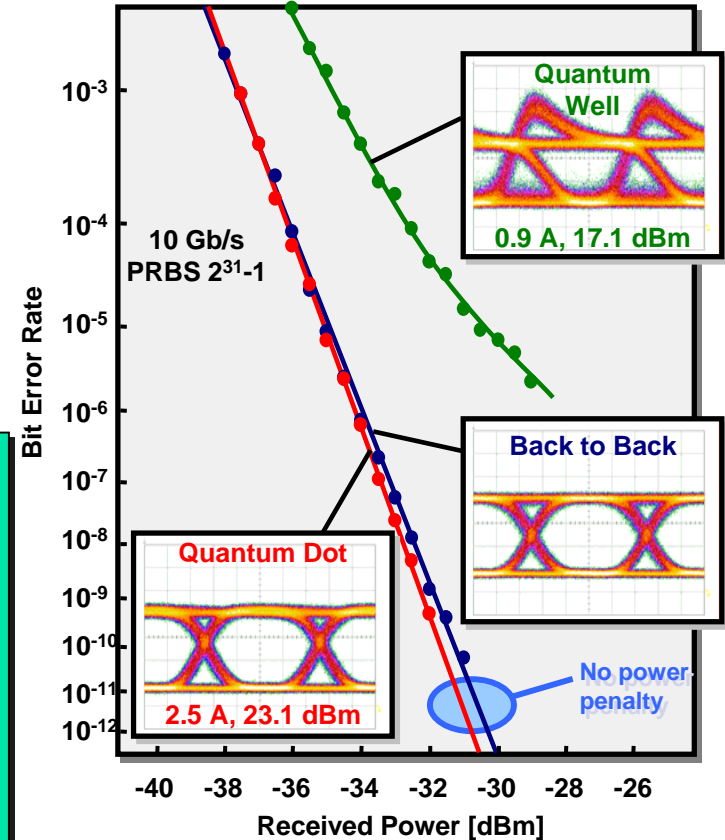 Bit Error Rate
10-3
10-4
10-5
10-6
10-7
10-8
10-9
10-10
10-11
10-12
10 Gb/s
PRBS 2³¹-1
Quantum
Well
0.9 A, 17.1 dBm
Back to Back
Quantum Dot
2.5 A, 23.1 dBm
No power
penalty
-40 -38 -36 -34 -32 -30 -28 -26
Received Power [dBm]